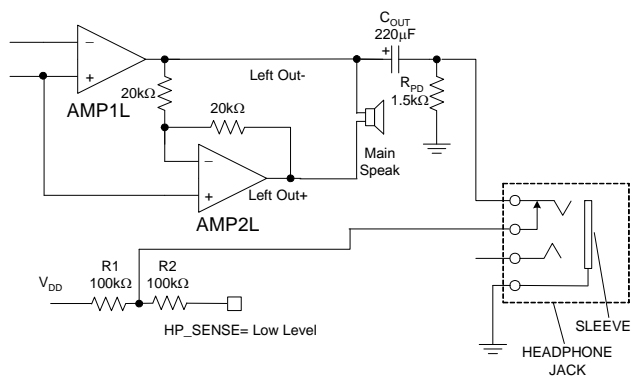 C_OUT
220µF
+
−
+
AMP1L
20kΩ
Left Out-
R_PD
1.5kΩ
20kΩ
−
+
Left Out+
AMP2L
Main
Speak
V_DD
R1
100kΩ
R2
100kΩ
HP_SENSE= Low Level
SLEEVE
HEADPHONE
JACK